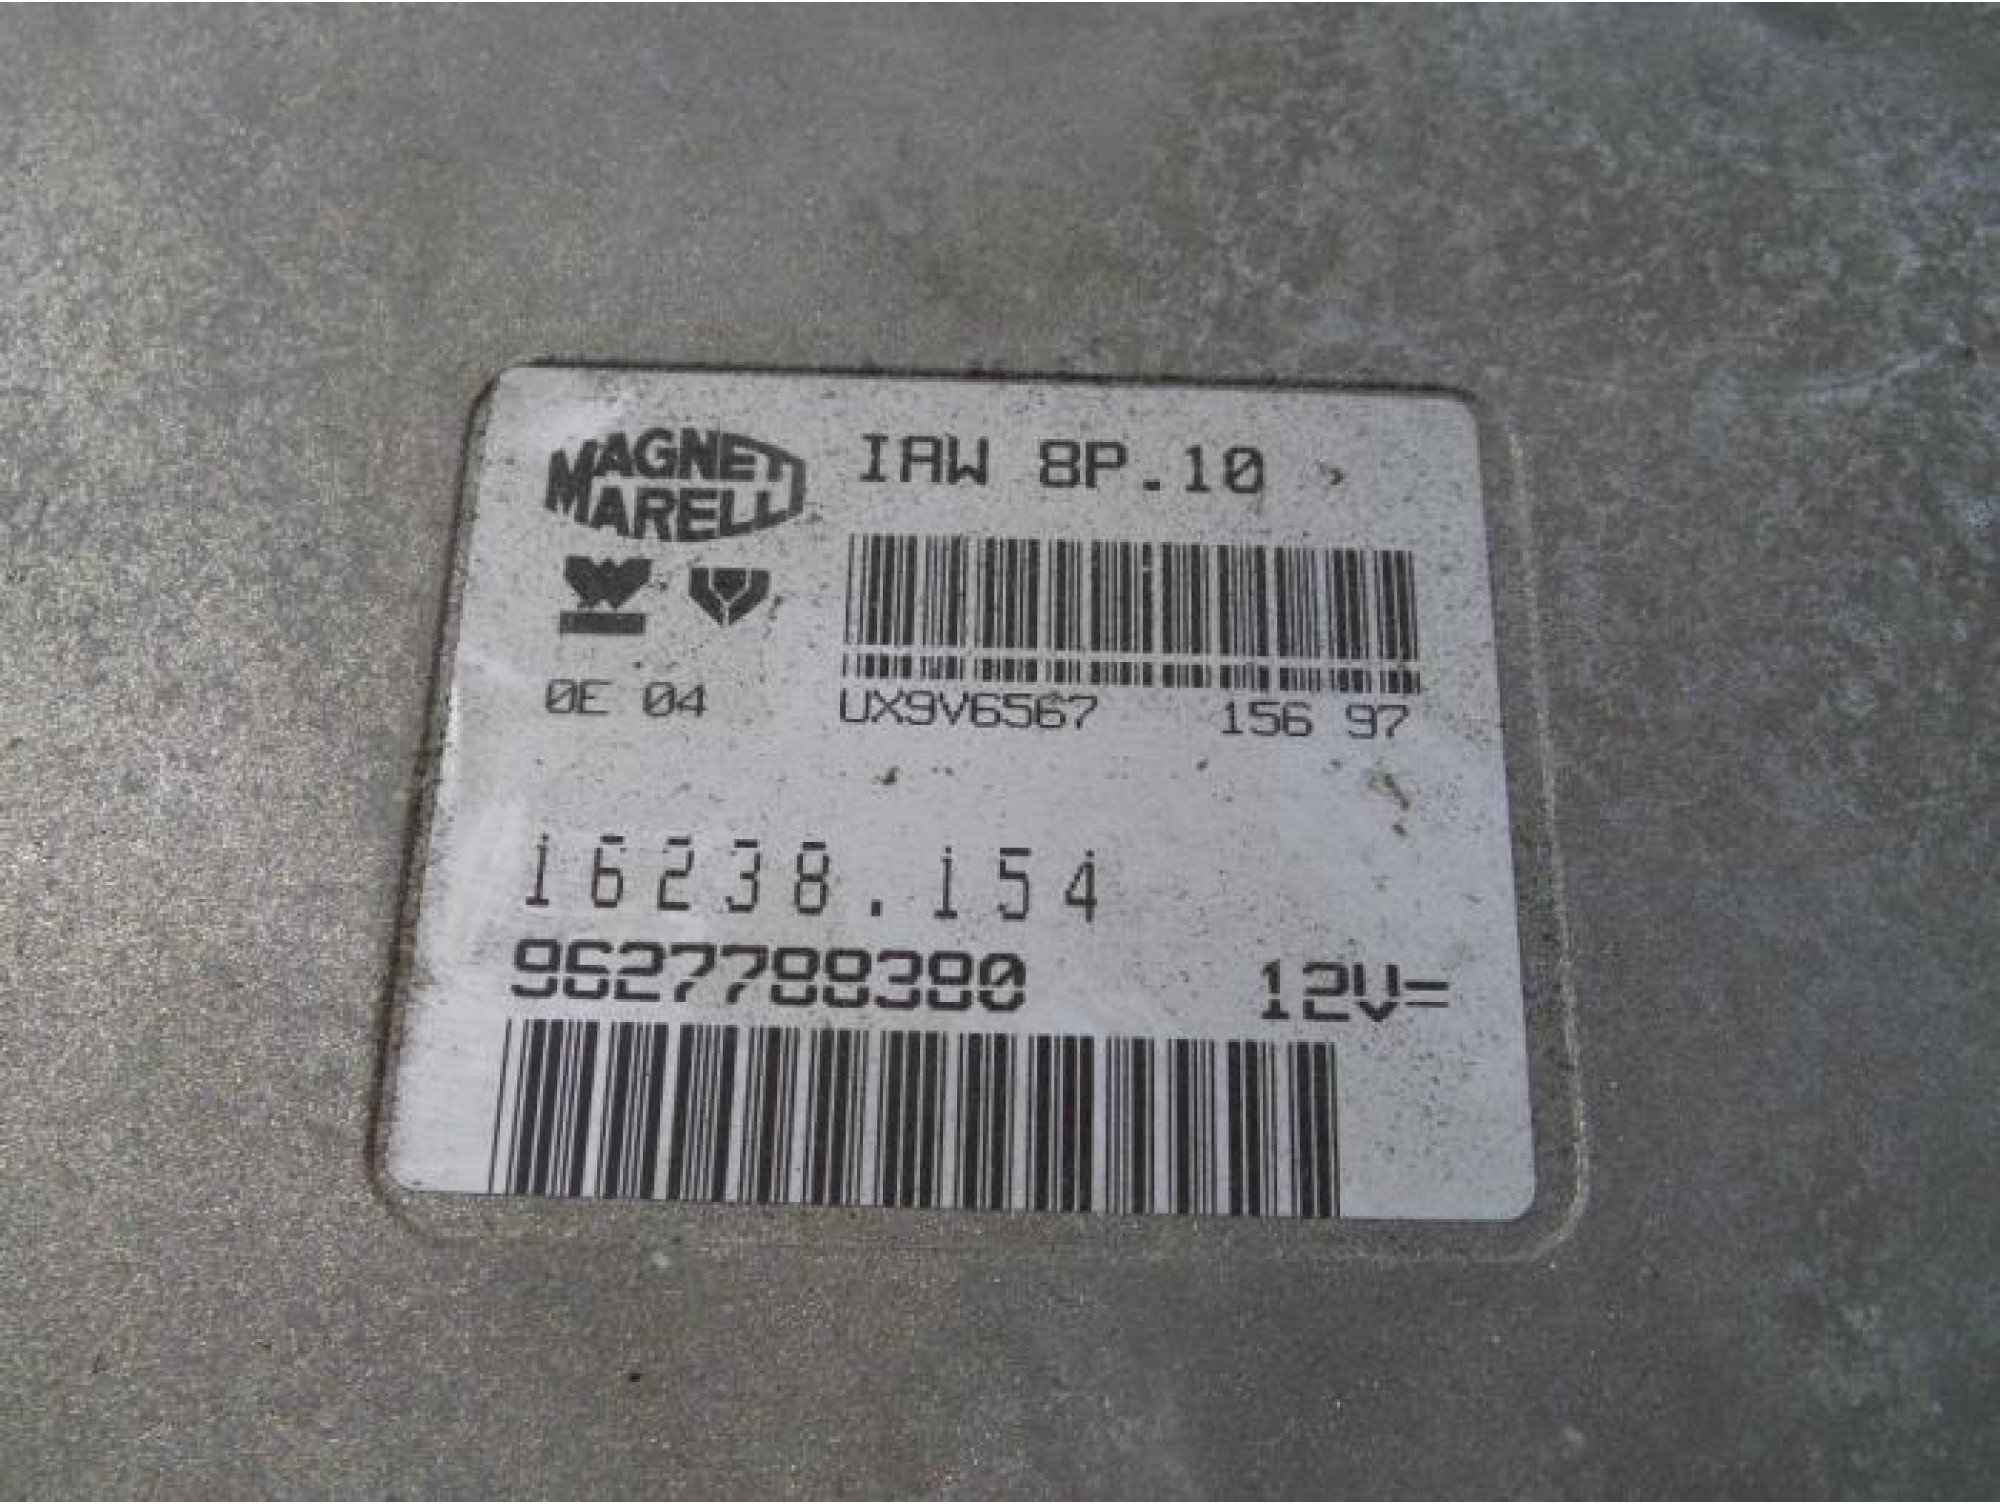 MAGNETI
MARELLI
IAW 8P.10 >
0E 04
UX9V6567 156 97
16238.154
9627788380
12V=